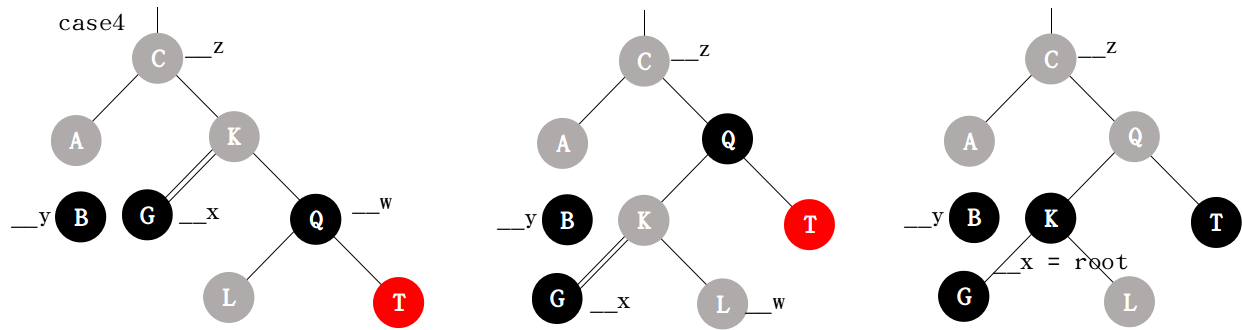 case4
C __z
A K
__y B G __x Q __w
L T
C __z
A Q
__y B K T
G __x L __w
C __z
A Q
__y B K T
G __x = root L